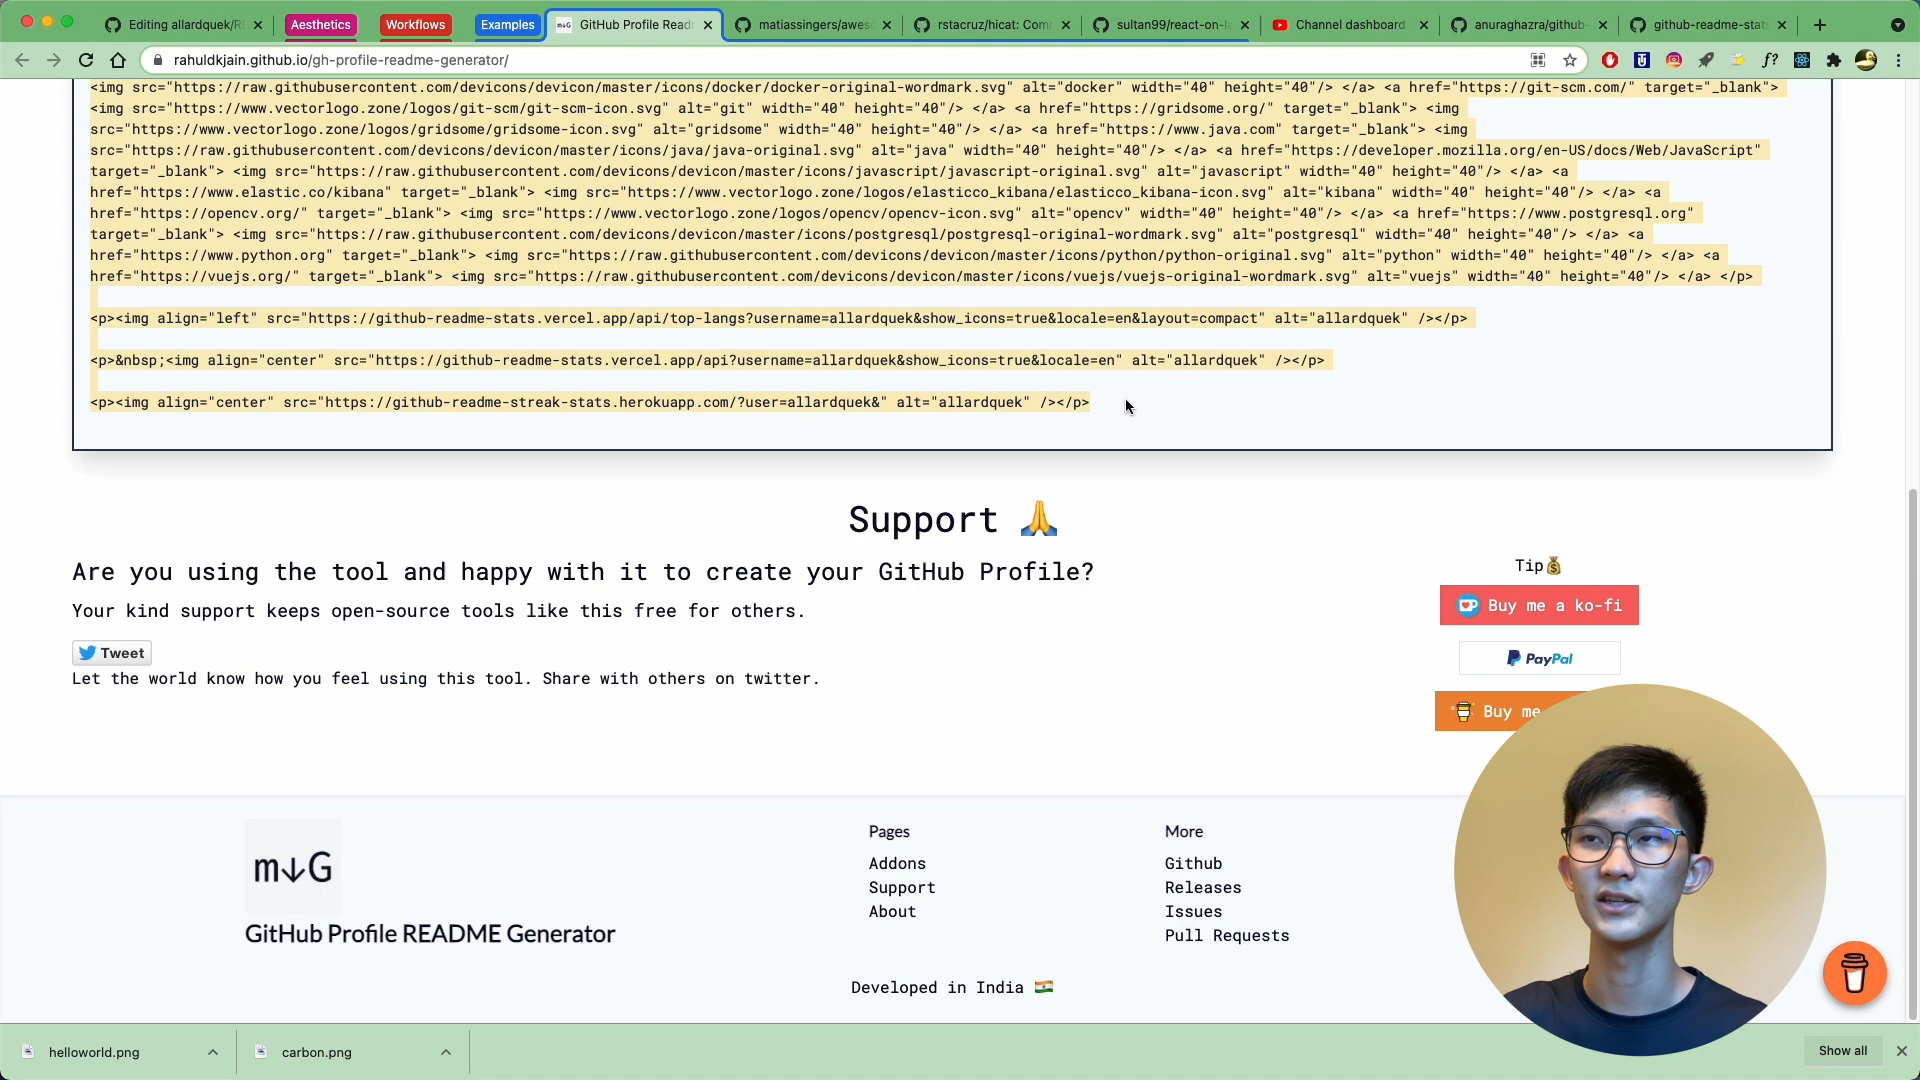 Editing allardquek/R
Aesthetics
Workflows
Examples
GitHub Profile Read
matiassingers/awes
rstacruz/hicat: Com
sultan99/react-on-l
Channel dashboard
anuraghazra/github-
github-readme-stat
rahuldkjain.github.io/gh-profile-readme-generator/
<img src="https://raw.githubusercontent.com/devicons/devicon/master/icons/docker/docker-original-wordmark.svg" alt="docker" width="40" height="40"/> </a> <a href="https://git-scm.com/" target="_blank">
<img src="https://www.vectorlogo.zone/logos/git-scm/git-scm-icon.svg" alt="git" width="40" height="40"/> </a> <a href="https://gridsome.org/" target="_blank"> <img
src="https://www.vectorlogo.zone/logos/gridsome/gridsome-icon.svg" alt="gridsome" width="40" height="40"/> </a> <a href="https://www.java.com" target="_blank"> <img
src="https://raw.githubusercontent.com/devicons/devicon/master/icons/java/java-original.svg" alt="java" width="40" height="40"/> </a> <a href="https://developer.mozilla.org/en-US/docs/Web/JavaScript"
target="_blank"> <img src="https://raw.githubusercontent.com/devicons/devicon/master/icons/javascript/javascript-original.svg" alt="javascript" width="40" height="40"/> </a> <a
href="https://www.elastic.co/kibana" target="_blank"> <img src="https://www.vectorlogo.zone/logos/elasticco_kibana/elasticco_kibana-icon.svg" alt="kibana" width="40" height="40"/> </a> <a
href="https://opencv.org/" target="_blank"> <img src="https://www.vectorlogo.zone/logos/opencv/opencv-icon.svg" alt="opencv" width="40" height="40"/> </a> <a href="https://www.postgresql.org"
target="_blank"> <img src="https://raw.githubusercontent.com/devicons/devicon/master/icons/postgresql/postgresql-original-wordmark.svg" alt="postgresql" width="40" height="40"/> </a> <a
href="https://www.python.org" target="_blank"> <img src="https://raw.githubusercontent.com/devicons/devicon/master/icons/python/python-original.svg" alt="python" width="40" height="40"/> </a> <a
href="https://vuejs.org/" target="_blank"> <img src="https://raw.githubusercontent.com/devicons/devicon/master/icons/vuejs/vuejs-original-wordmark.svg" alt="vuejs" width="40" height="40"/> </a> </p>
<p><img align="left" src="https://github-readme-stats.vercel.app/api/top-langs?username=allardquek&show_icons=true&locale=en&layout=compact" alt="allardquek" /></p>
<p>&nbsp;<img align="center" src="https://github-readme-stats.vercel.app/api?username=allardquek&show_icons=true&locale=en" alt="allardquek" /></p>
<p><img align="center" src="https://github-readme-streak-stats.herokuapp.com/?user=allardquek&" alt="allardquek" /></p>
Support 🙏
Are you using the tool and happy with it to create your GitHub Profile?
Your kind support keeps open-source tools like this free for others.
Tweet
Let the world know how you feel using this tool. Share with others on twitter.
Tip💰
Buy me a ko-fi
PayPal
Buy me
m↓G
GitHub Profile README Generator
Pages
Addons
Support
About
More
Github
Releases
Issues
Pull Requests
Developed in India 🇮🇳
helloworld.png
carbon.png
Show all